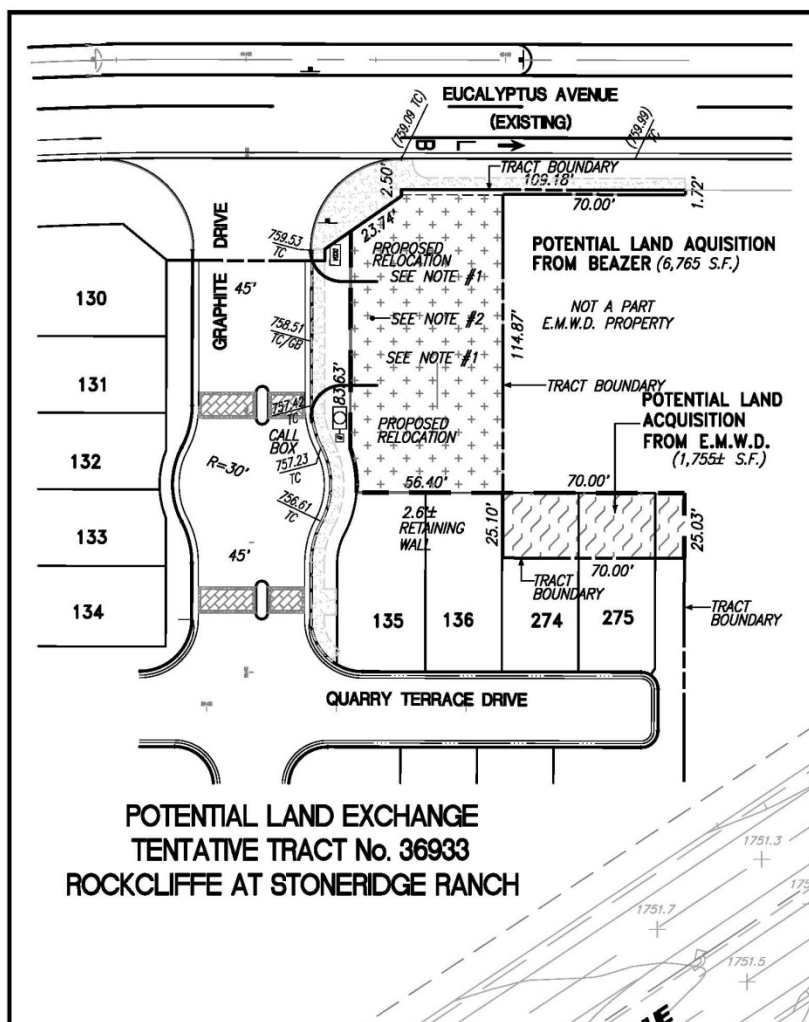 EUCALYPTUS AVENUE
(EXISTING)
(759.09 TC)
(759.99)
TC
TRACT BOUNDARY
109.18'
70.00'
1.72'
2.50'
23.74'
759.53
TC
GRAPHITE DRIVE
45'
PROPOSED
RELOCATION
SEE NOTE #1
SEE NOTE #2
SEE NOTE #1
PROPOSED
RELOCATION
POTENTIAL LAND AQUISITION
FROM BEAZER (6,765 S.F.)
NOT A PART
E.M.W.D. PROPERTY
114.87'
TRACT BOUNDARY
POTENTIAL LAND
ACQUISITION
FROM E.M.W.D.
(1,755± S.F.)
130
131
132
133
134
758.51
TC/GB
83.63'
757.42
TC
CALL
BOX
757.23
TC
R=30'
756.61
TC
45'
56.40'
70.00'
2.6'±
RETAINING
WALL
25.10'
25.03'
70.00'
TRACT
BOUNDARY
TRACT
BOUNDARY
135
136
274
275
QUARRY TERRACE DRIVE
POTENTIAL LAND EXCHANGE
TENTATIVE TRACT No. 36933
ROCKCLIFFE AT STONERIDGE RANCH
1751.3
1751.7
1751.5